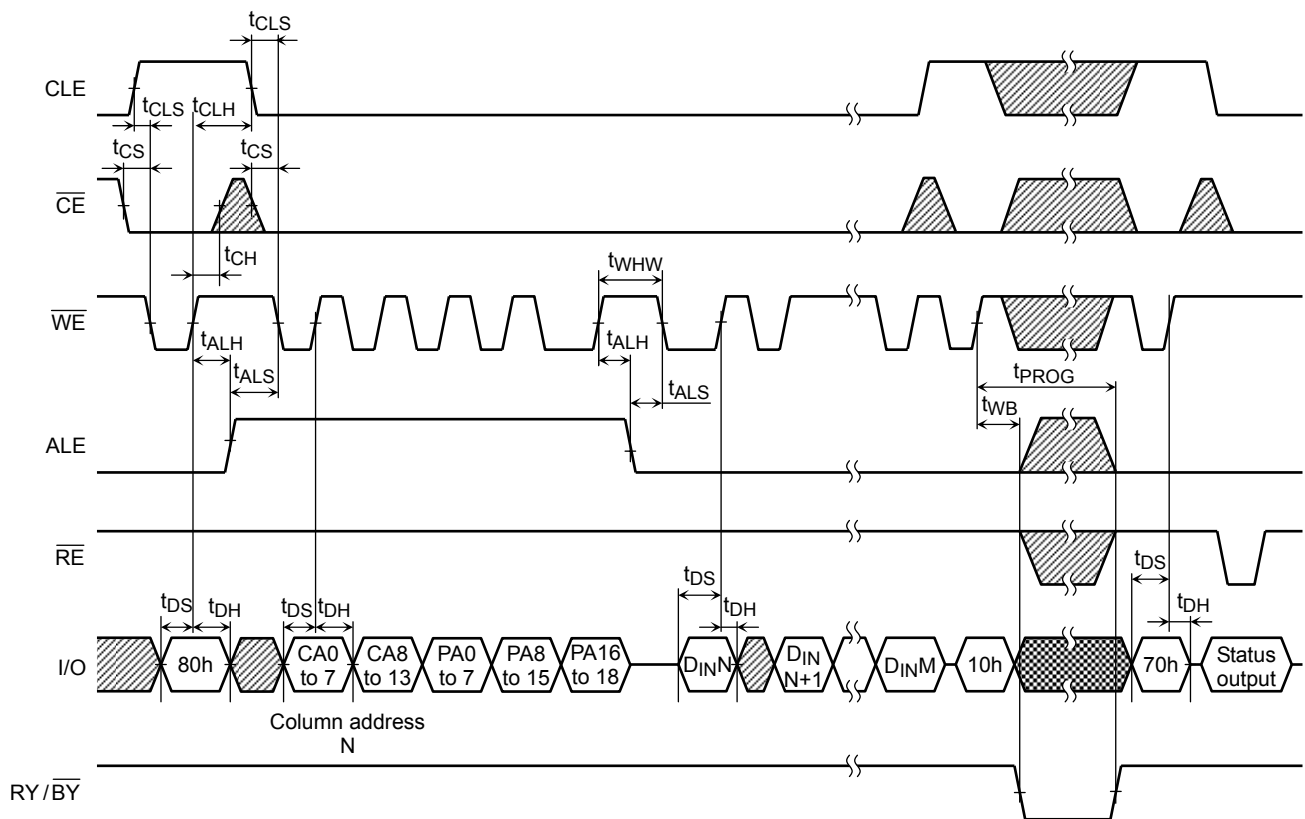 tCLS
CLE
tCLS tCLH
tCS tCS
CE
tCH
tWHW
WE
tALH tALH
tPROG
tALS tALS
tWB
ALE
RE
tDS tDS
tDS tDH tDS tDH tDH tDH
I/O 80h CA0 to 7 CA8 to 13 PA0 to 7 PA8 to 15 PA16 to 18 DINN DIN N+1 DINM 10h 70h Status output
Column address
N
RY/BY